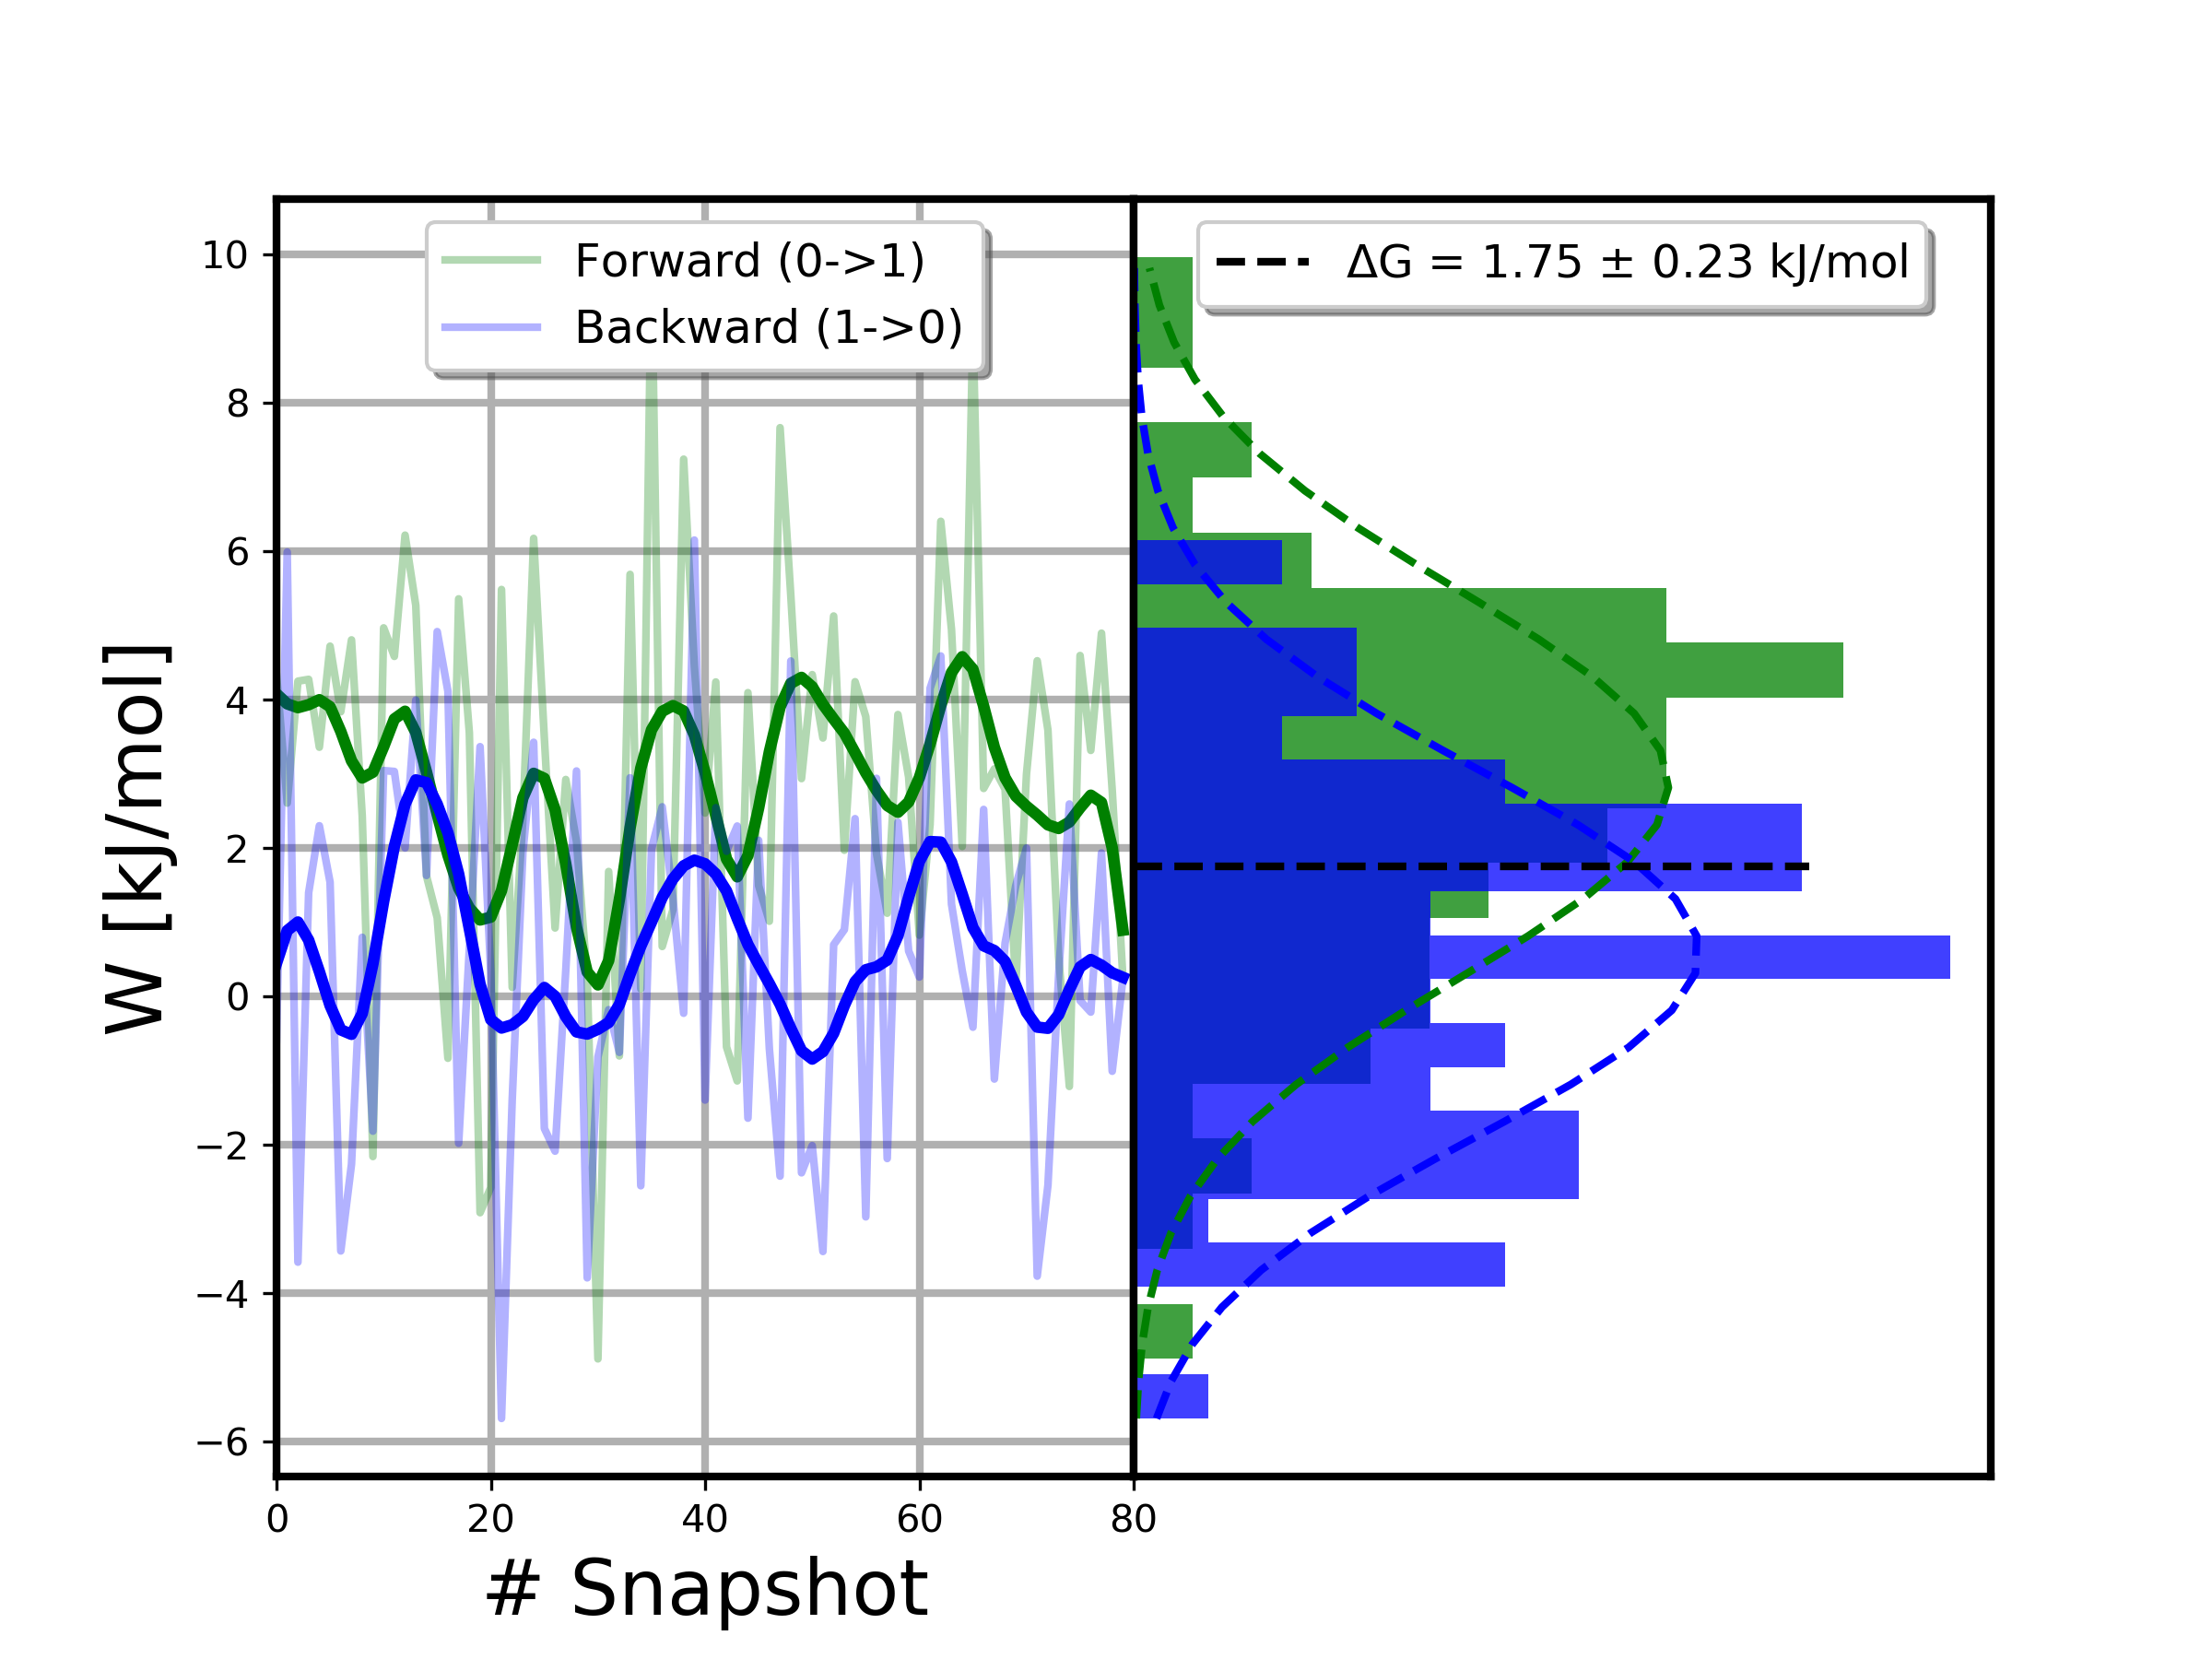 Forward (0->1)
Backward (1->0)
ΔG = 1.75 ± 0.23 kJ/mol
W [kJ/mol]
10
8
6
4
2
0
−2
−4
−6
0 20 40 60 80
# Snapshot